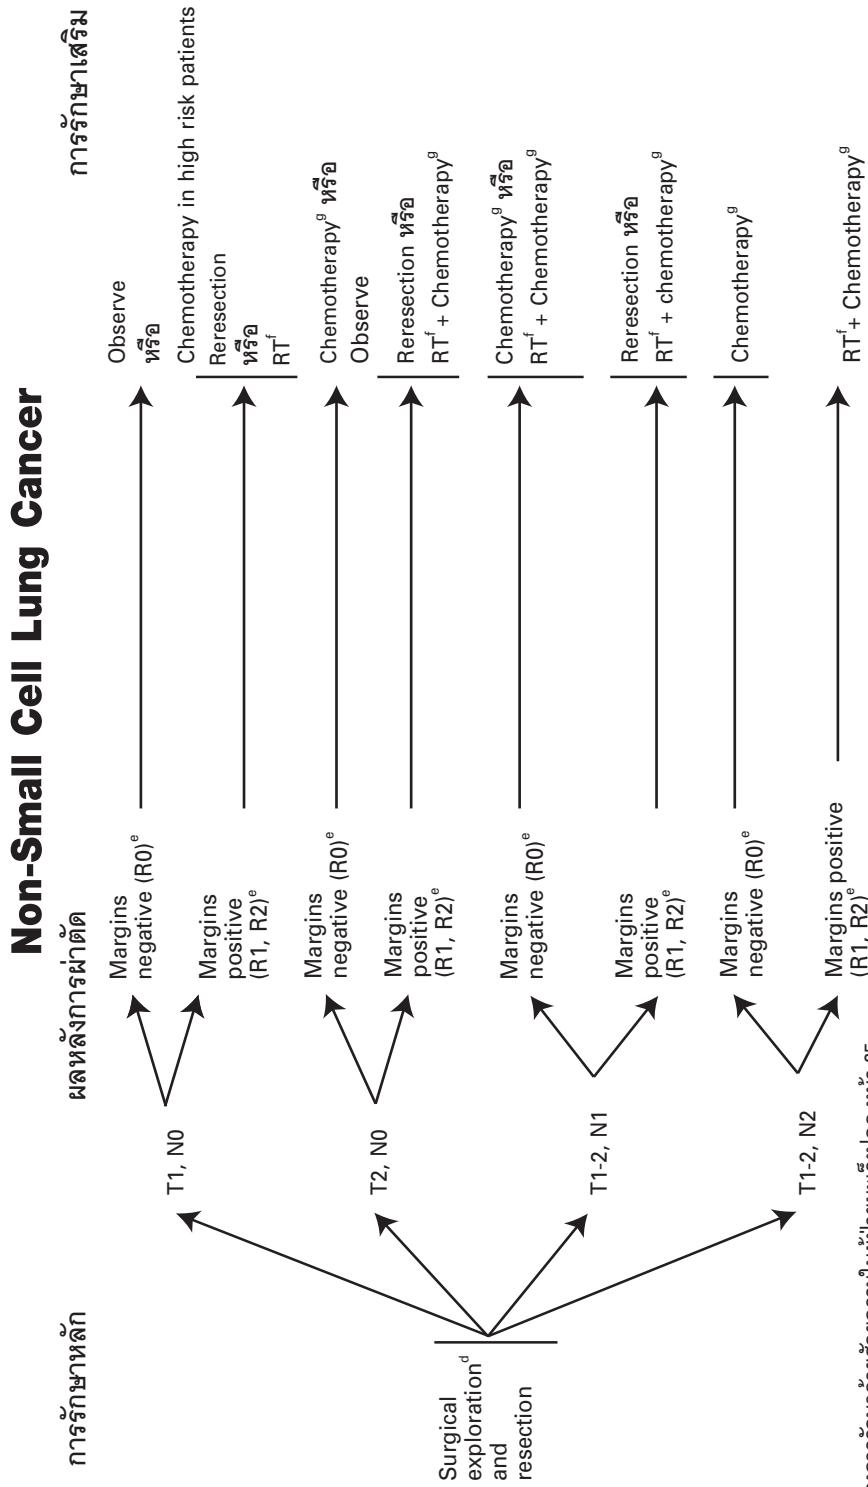 Non-Small Cell Lung Cancer
การรักษาหลัก
ผลหลังการผ่าตัด
การรักษาเสริม
Surgical
exploration^d
and
resection
T1, N0
Margins
negative (R0)^e
Observe
หรือ
Chemotherapy in high risk patients
Margins
positive
(R1, R2)^e
Reresection
หรือ
RT^f
T2, N0
Margins
negative (R0)^e
Chemotherapy^g หรือ
Observe
Margins
positive
(R1, R2)^e
Reresection หรือ
RT^f + Chemotherapy^g
T1-2, N1
Margins
negative (R0)^e
Chemotherapy^g หรือ
RT^f + Chemotherapy^g
Margins
positive
(R1, R2)^e
Reresection หรือ
RT^f + chemotherapy^g
T1-2, N2
Margins
negative (R0)^e
Chemotherapy^g
Margins positive
(R1, R2)^e
RT^f+ Chemotherapy^g